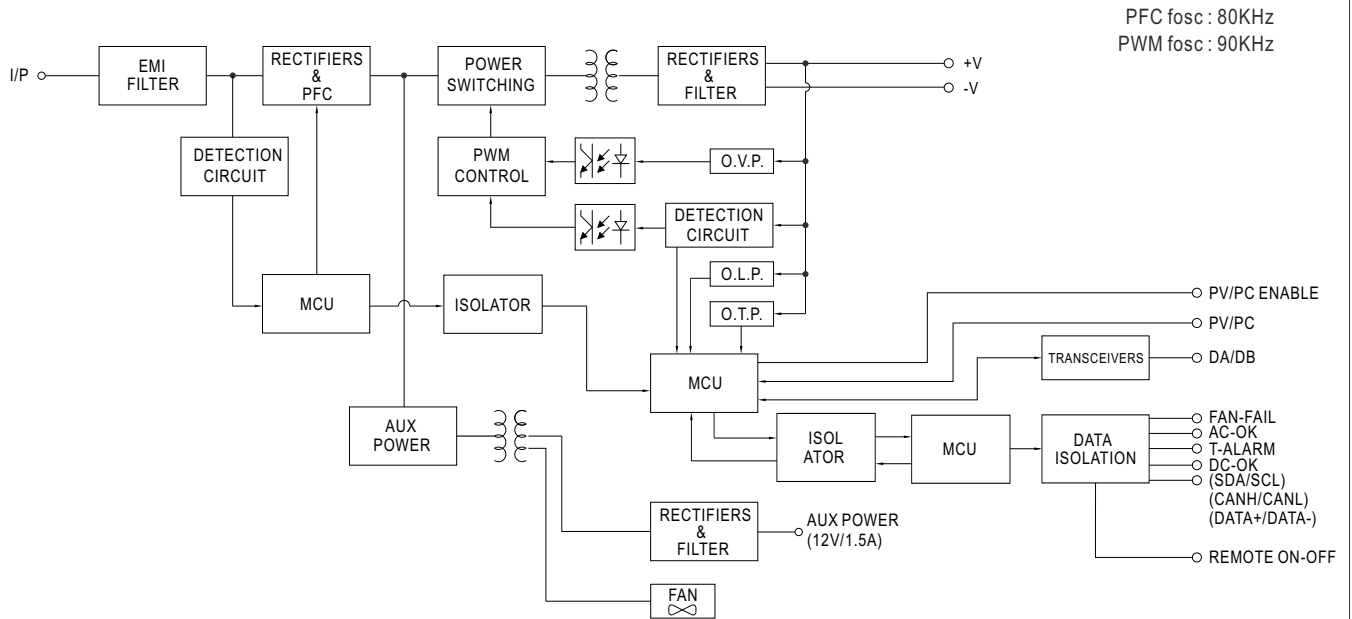 PFC fosc : 80KHz
PWM fosc : 90KHz
I/P
EMI
FILTER
RECTIFIERS
&
PFC
POWER
SWITCHING
RECTIFIERS
&
FILTER
+V
-V
DETECTION
CIRCUIT
PWM
CONTROL
O.V.P.
DETECTION
CIRCUIT
O.L.P.
O.T.P.
MCU
ISOLATOR
MCU
PV/PC ENABLE
PV/PC
TRANSCEIVERS
DA/DB
AUX
POWER
ISOL
ATOR
MCU
DATA
ISOLATION
FAN-FAIL
AC-OK
T-ALARM
DC-OK
(SDA/SCL)
(CANH/CANL)
(DATA+/DATA-)
RECTIFIERS
&
FILTER
AUX POWER
(12V/1.5A)
REMOTE ON-OFF
FAN